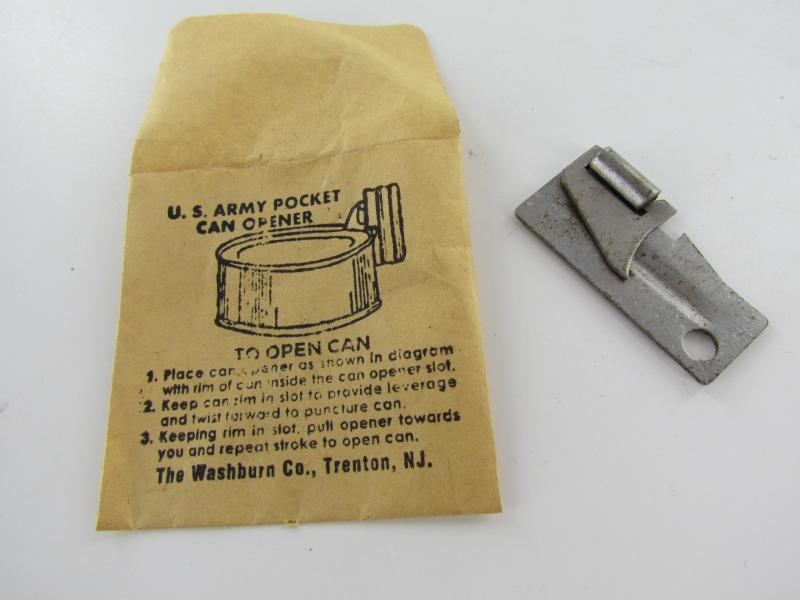 U. S. ARMY POCKET
CAN OPENER
TO OPEN CAN
1. Place can opener as shown in diagram
with rim of can inside the can opener slot.
2. Keep can rim in slot to provide leverage
and twist forward to puncture can.
3. Keeping rim in slot, pull opener towards
you and repeat stroke to open can.
The Washburn Co., Trenton, NJ.